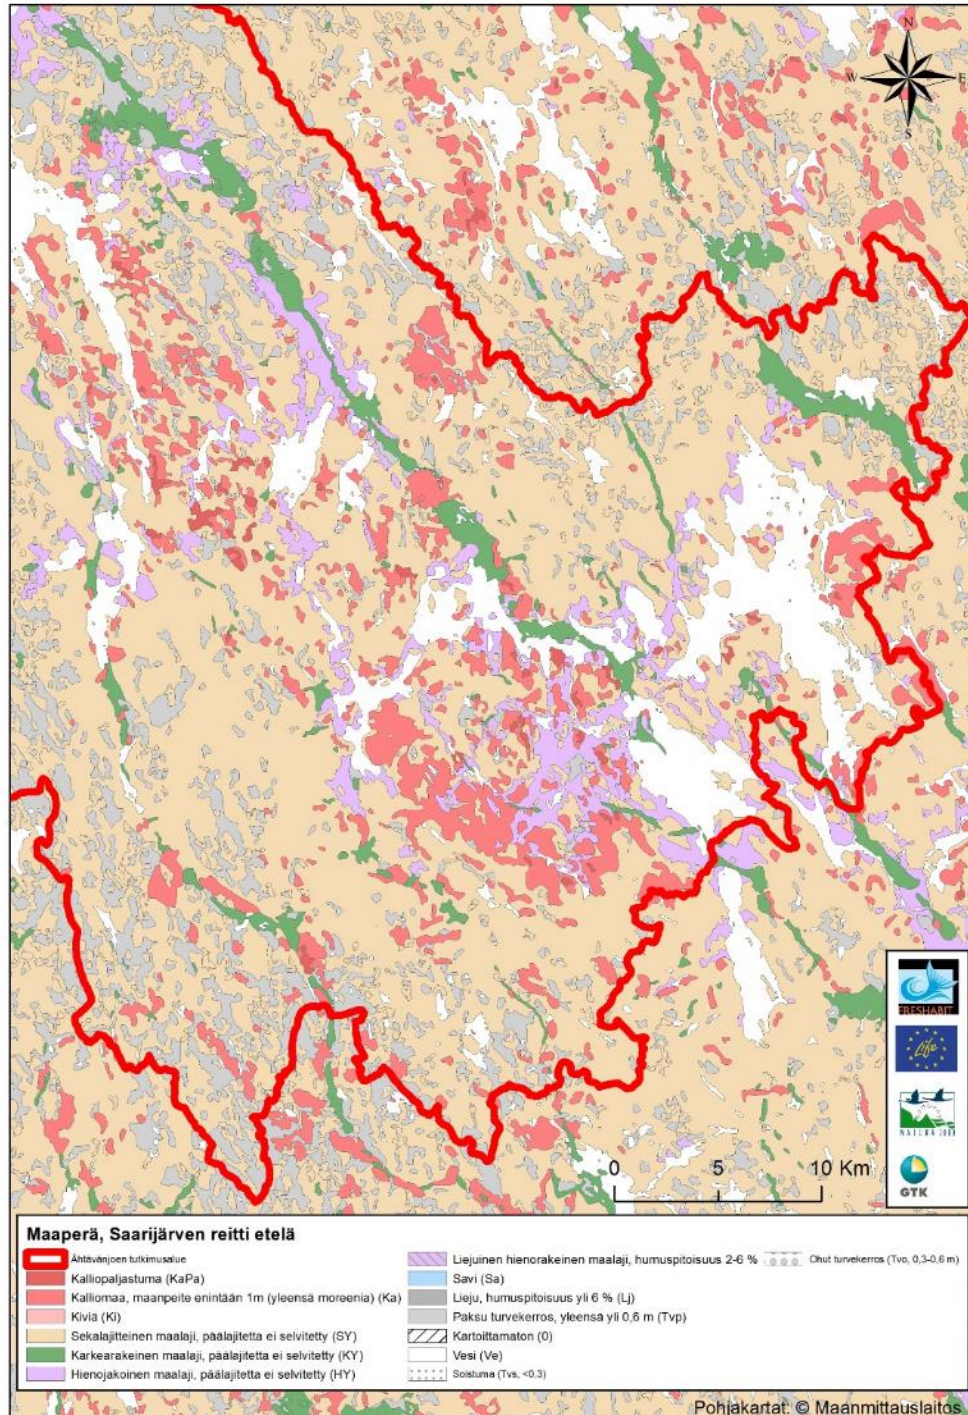 N
W E
S
FRESHABIT
Life
NATURA 2000
GTK
0 5 10 Km
Maaperä, Saarijärven reitti etelä
Ähtävänjoen tutkimusalue
Kalliopaljastuma (KaPa)
Kalliomaa, maanpeite enintään 1m (yleensä moreenia) (Ka)
Kiviä (Ki)
Sekalajitteinen maalaji, päälajitetta ei selvitetty (SY)
Karkearakeinen maalaji, päälajitetta ei selvitetty (KY)
Hienojakoinen maalaji, päälajitetta ei selvitetty (HY)
Liejuinen hienorakeinen maalaji, humuspitoisuus 2-6 %
Savi (Sa)
Lieju, humuspitoisuus yli 6 % (Lj)
Paksu turvekerros, yleensä yli 0,6 m (Tvp)
Kartoittamaton (0)
Vesi (Ve)
Soistuma (Tvs, <0,3)
Ohut turvekerros (Tvo, 0,3-0,6 m)
Pohjakartat: © Maanmittauslaitos